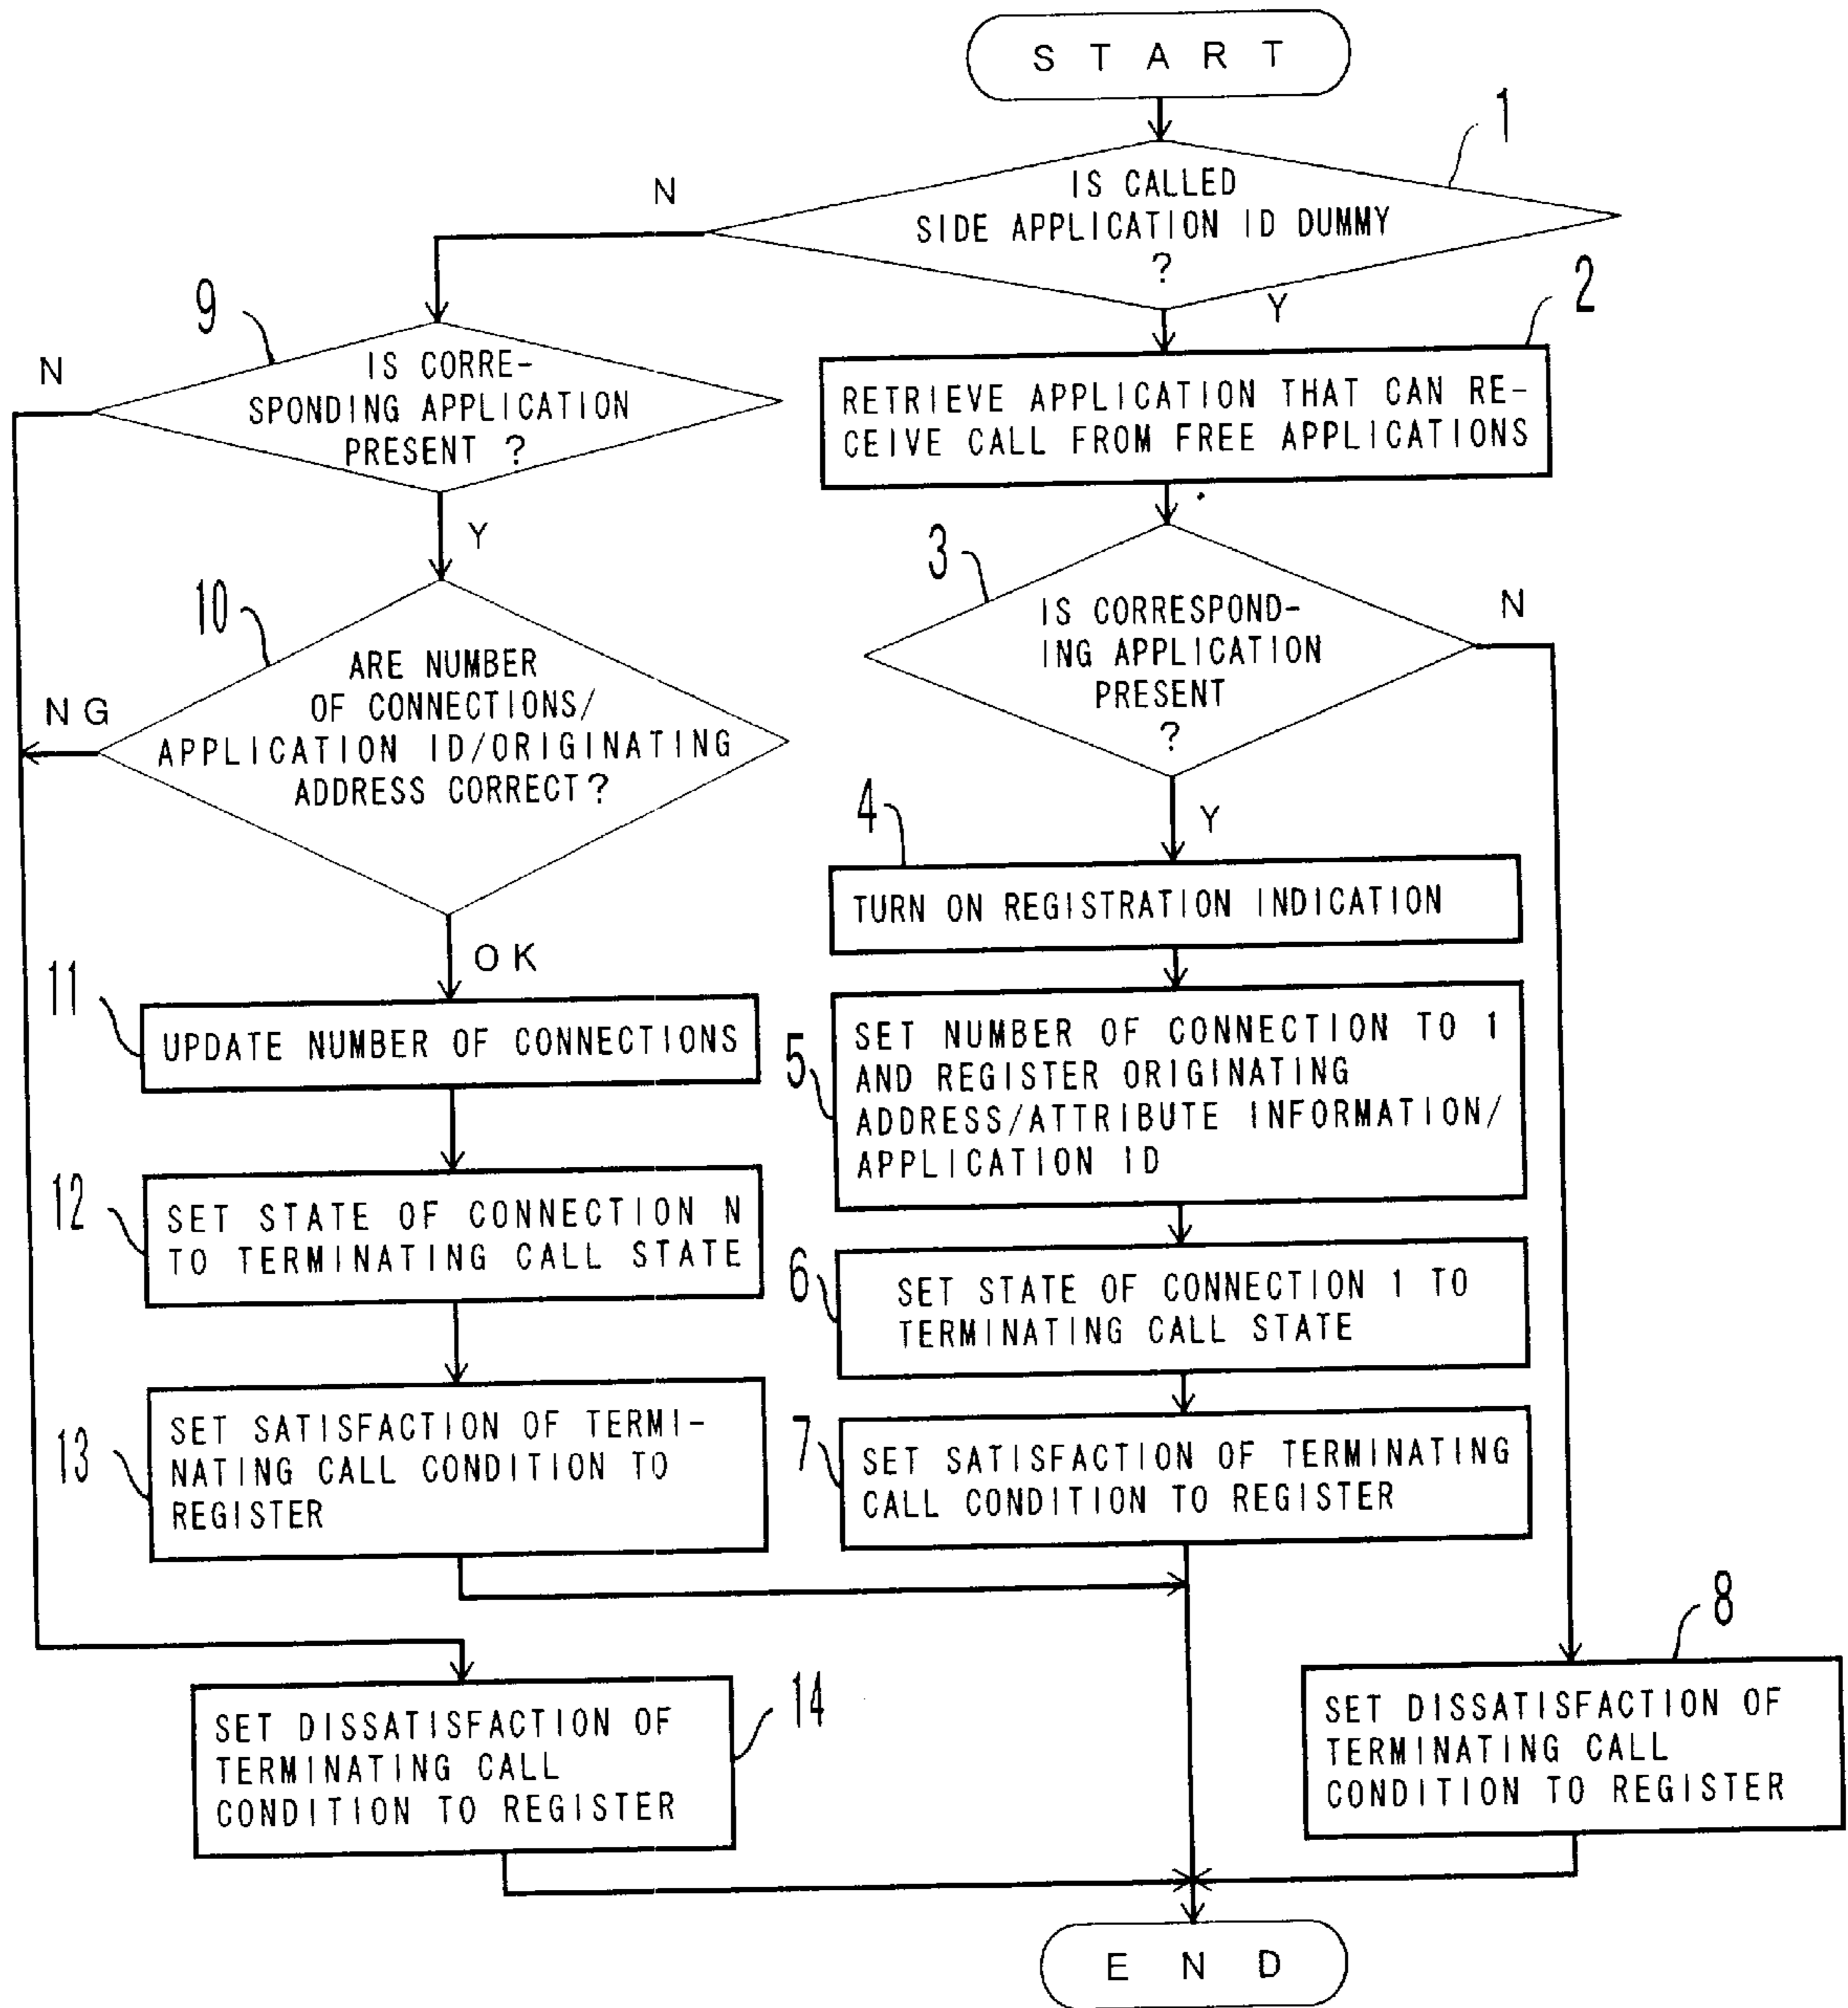 START
1
IS CALLED
SIDE APPLICATION ID DUMMY
?
N
Y
2
RETRIEVE APPLICATION THAT CAN RE-
CEIVE CALL FROM FREE APPLICATIONS
3
IS CORRESPOND-
ING APPLICATION
PRESENT
?
N
Y
4
TURN ON REGISTRATION INDICATION
5
SET NUMBER OF CONNECTION TO 1
AND REGISTER ORIGINATING
ADDRESS/ATTRIBUTE INFORMATION/
APPLICATION ID
6
SET STATE OF CONNECTION 1 TO
TERMINATING CALL STATE
7
SET SATISFACTION OF TERMINATING
CALL CONDITION TO REGISTER
8
SET DISSATISFACTION OF
TERMINATING CALL
CONDITION TO REGISTER
9
IS CORRE-
SPONDING APPLICATION
PRESENT ?
N
Y
10
ARE NUMBER
OF CONNECTIONS/
APPLICATION ID/ORIGINATING
ADDRESS CORRECT?
NG
OK
11
UPDATE NUMBER OF CONNECTIONS
12
SET STATE OF CONNECTION N
TO TERMINATING CALL STATE
13
SET SATISFACTION OF TERMI-
NATING CALL CONDITION TO
REGISTER
14
SET DISSATISFACTION OF
TERMINATING CALL
CONDITION TO REGISTER
END